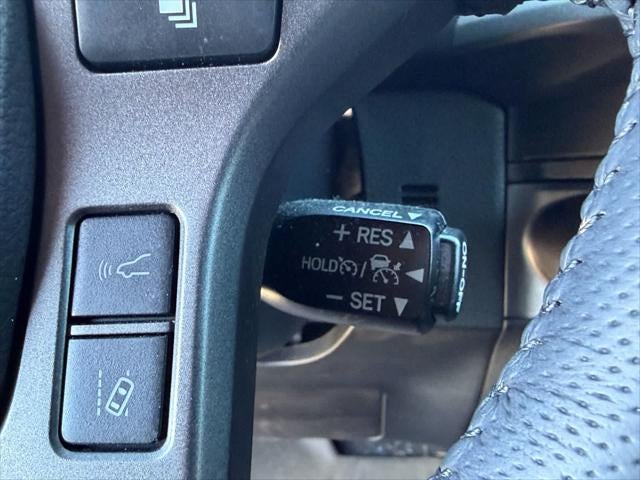 CANCEL ▼
+ RES ▲
HOLD / ◀
− SET ▼
ON-OFF